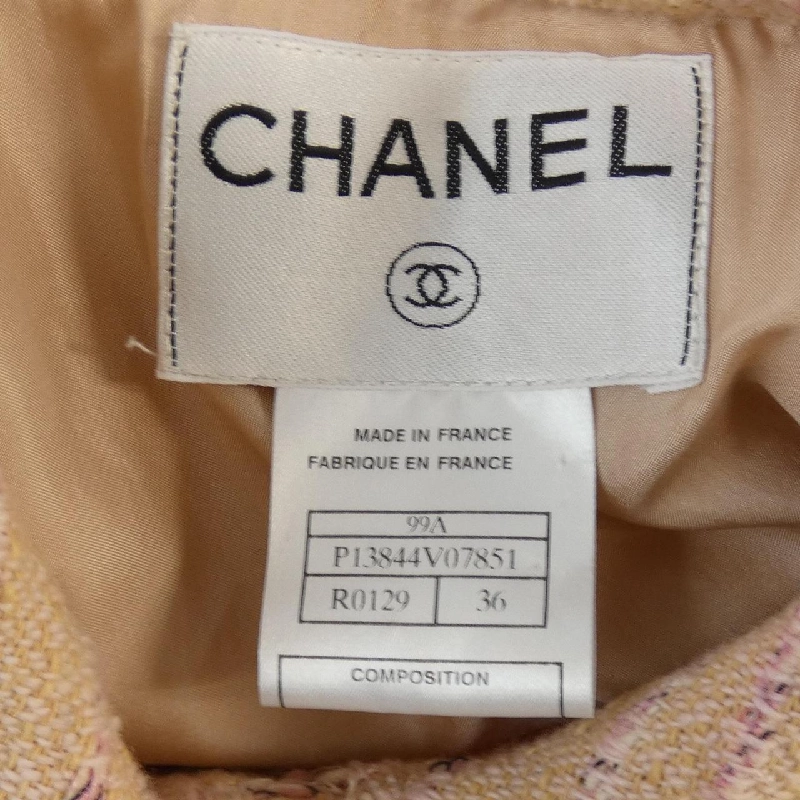 CHANEL
MADE IN FRANCE
FABRIQUE EN FRANCE
99A
P13844V07851
R0129 36
COMPOSITION